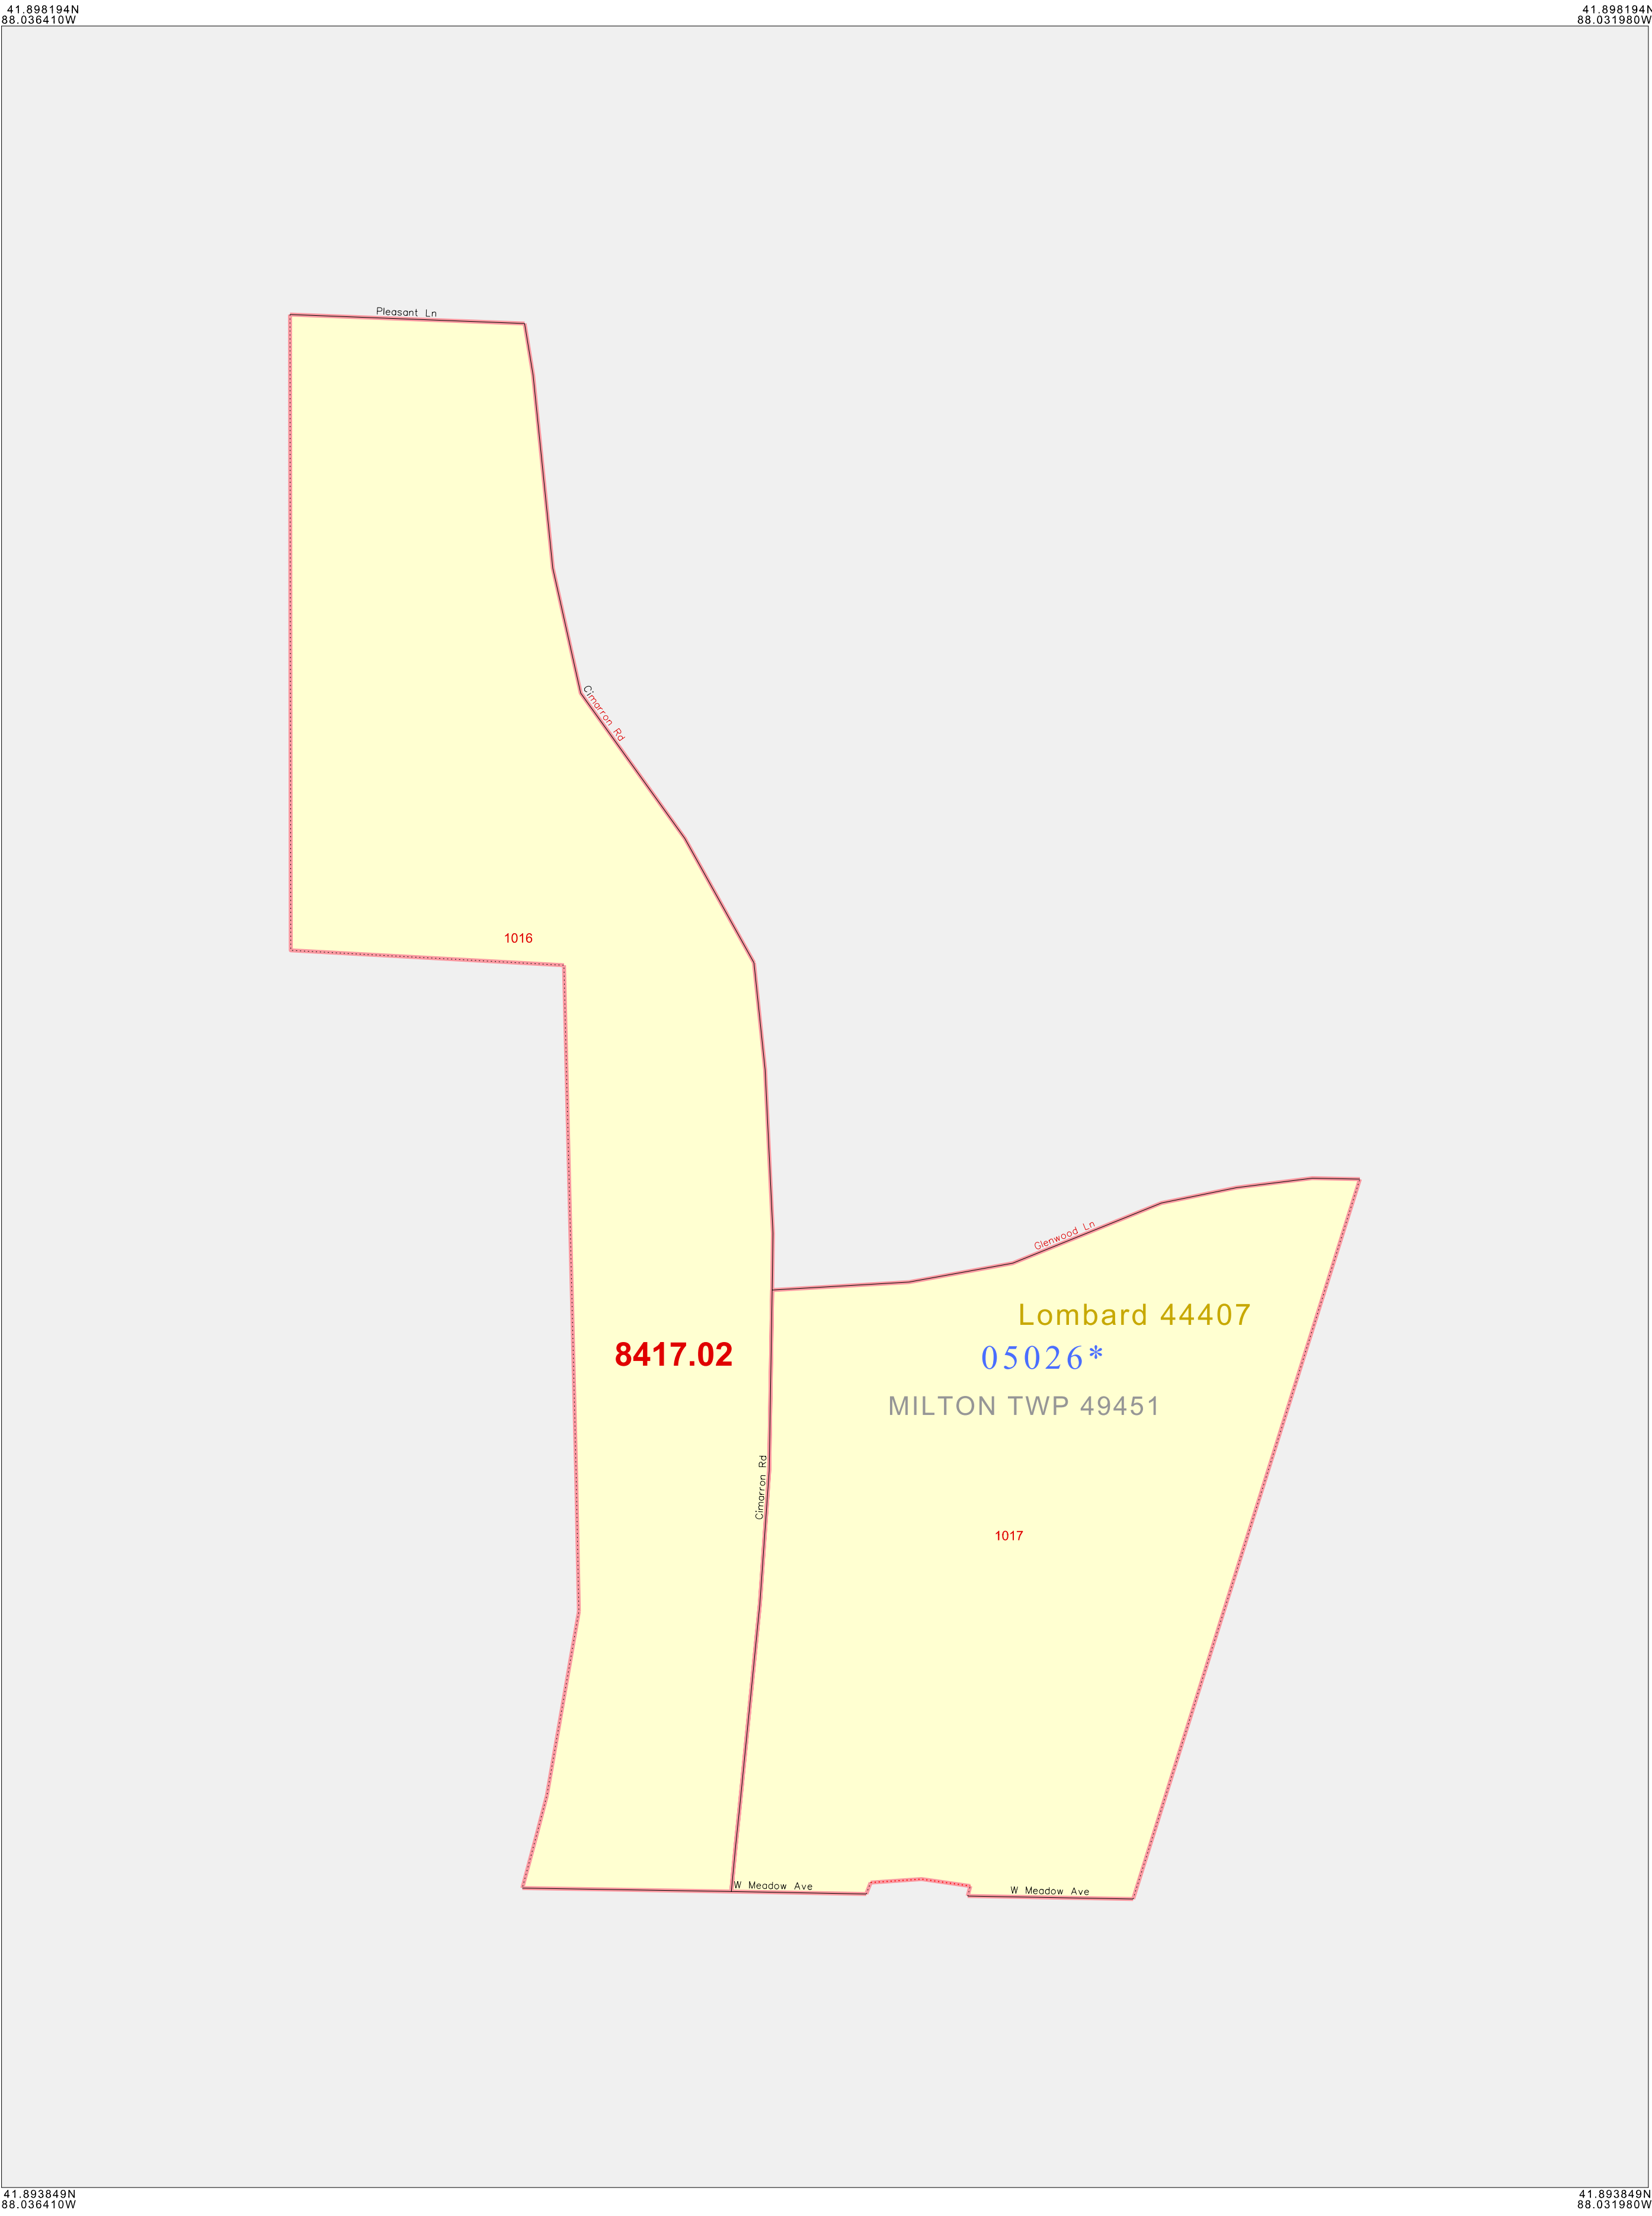 41.898194N
88.036410W
41.898194N
88.031980W
Pleasant Ln
Cimarron Rd
1016
Glenwood Ln
Lombard 44407
8417.02
05026*
MILTON TWP 49451
Cimarron Rd
1017
W Meadow Ave
W Meadow Ave
41.893849N
88.036410W
41.893849N
88.031980W